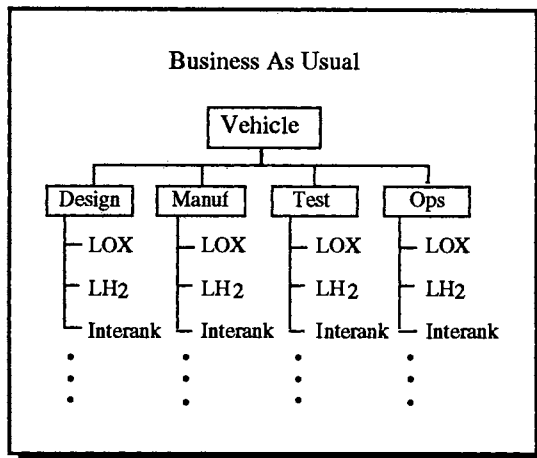 Business As Usual
Vehicle
Design Manuf Test Ops
LOX LOX LOX LOX
LH2 LH2 LH2 LH2
Interank Interank Interank Interank